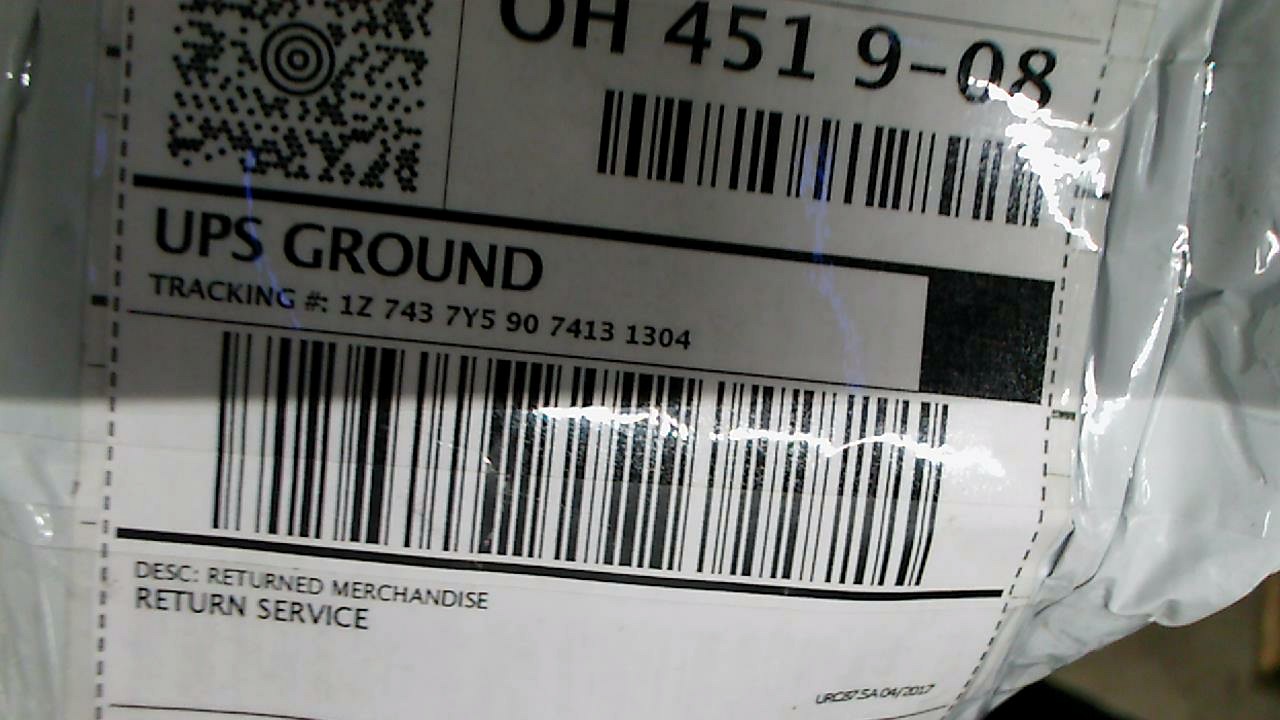 OH 451 9-08
UPS GROUND
TRACKING #: 1Z 743 7Y5 90 7413 1304
DESC: RETURNED MERCHANDISE
RETURN SERVICE
URC87.5A 04/2017